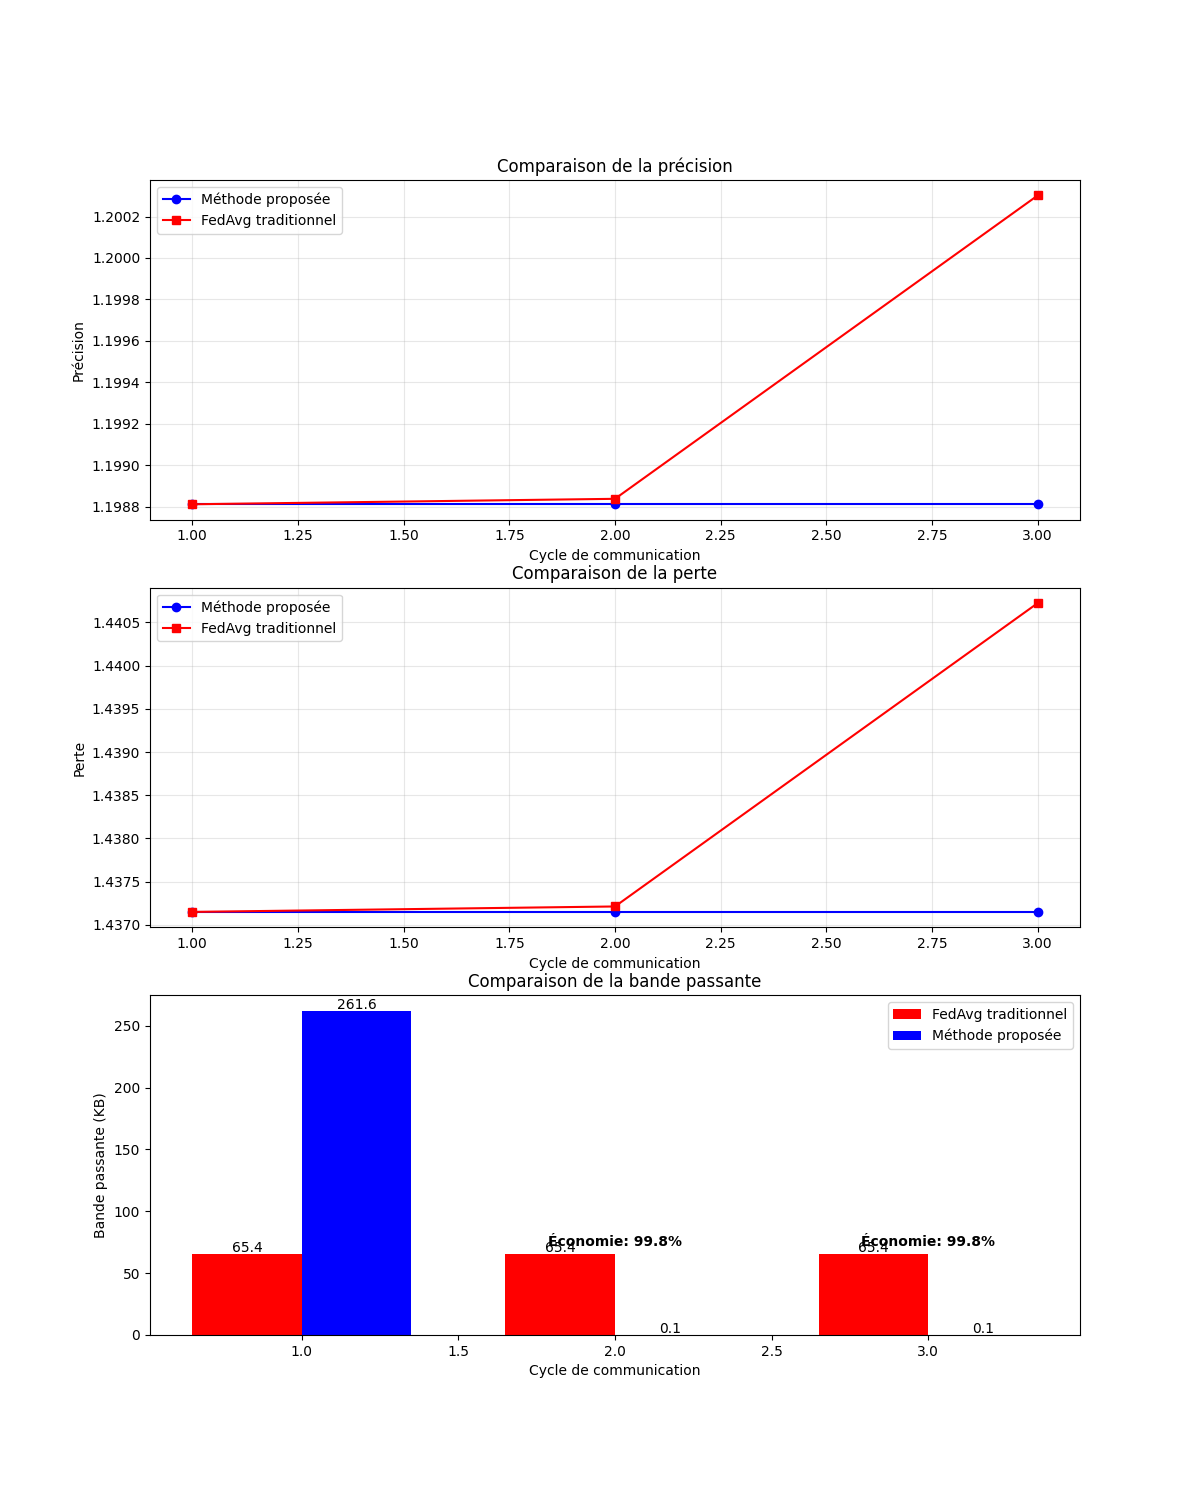 Comparaison de la précision
Méthode proposée
FedAvg traditionnel
1.2002
1.2000
1.1998
1.1996
1.1994
1.1992
1.1990
1.1988
Précision
1.00 1.25 1.50 1.75 2.00 2.25 2.50 2.75 3.00
Cycle de communication
Comparaison de la perte
Méthode proposée
FedAvg traditionnel
1.4405
1.4400
1.4395
1.4390
1.4385
1.4380
1.4375
1.4370
Perte
1.00 1.25 1.50 1.75 2.00 2.25 2.50 2.75 3.00
Cycle de communication
Comparaison de la bande passante
FedAvg traditionnel
Méthode proposée
250
200
150
100
50
0
Bande passante (KB)
261.6
65.4
Économie: 99.8%
65.4
0.1
Économie: 99.8%
65.4
0.1
1.0 1.5 2.0 2.5 3.0
Cycle de communication